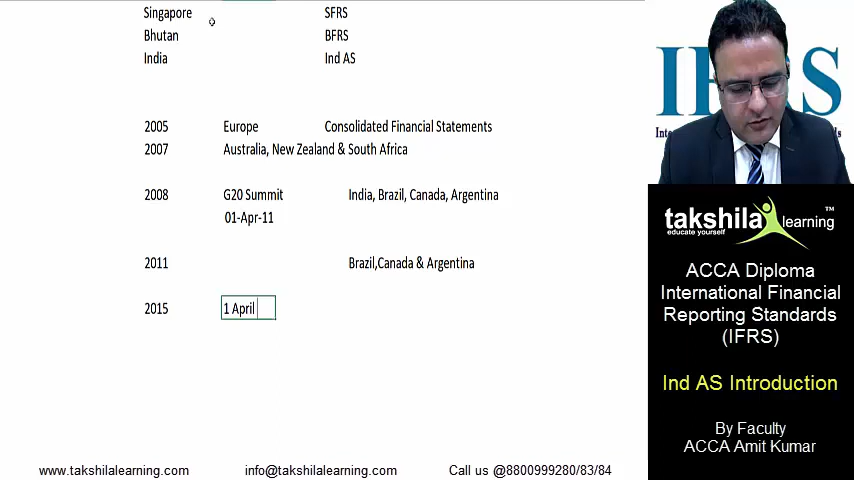 Singapore SFRS
Bhutan BFRS
India Ind AS
2005 Europe Consolidated Financial Statements
2007 Australia, New Zealand & South Africa
2008 G20 Summit India, Brazil, Canada, Argentina
01-Apr-11
2011 Brazil,Canada & Argentina
2015 1 April
IFRS
takshila learning ™
educate yourself
ACCA Diploma
International Financial
Reporting Standards
(IFRS)
Ind AS Introduction
By Faculty
ACCA Amit Kumar
www.takshilalearning.com info@takshilalearning.com Call us @8800999280/83/84